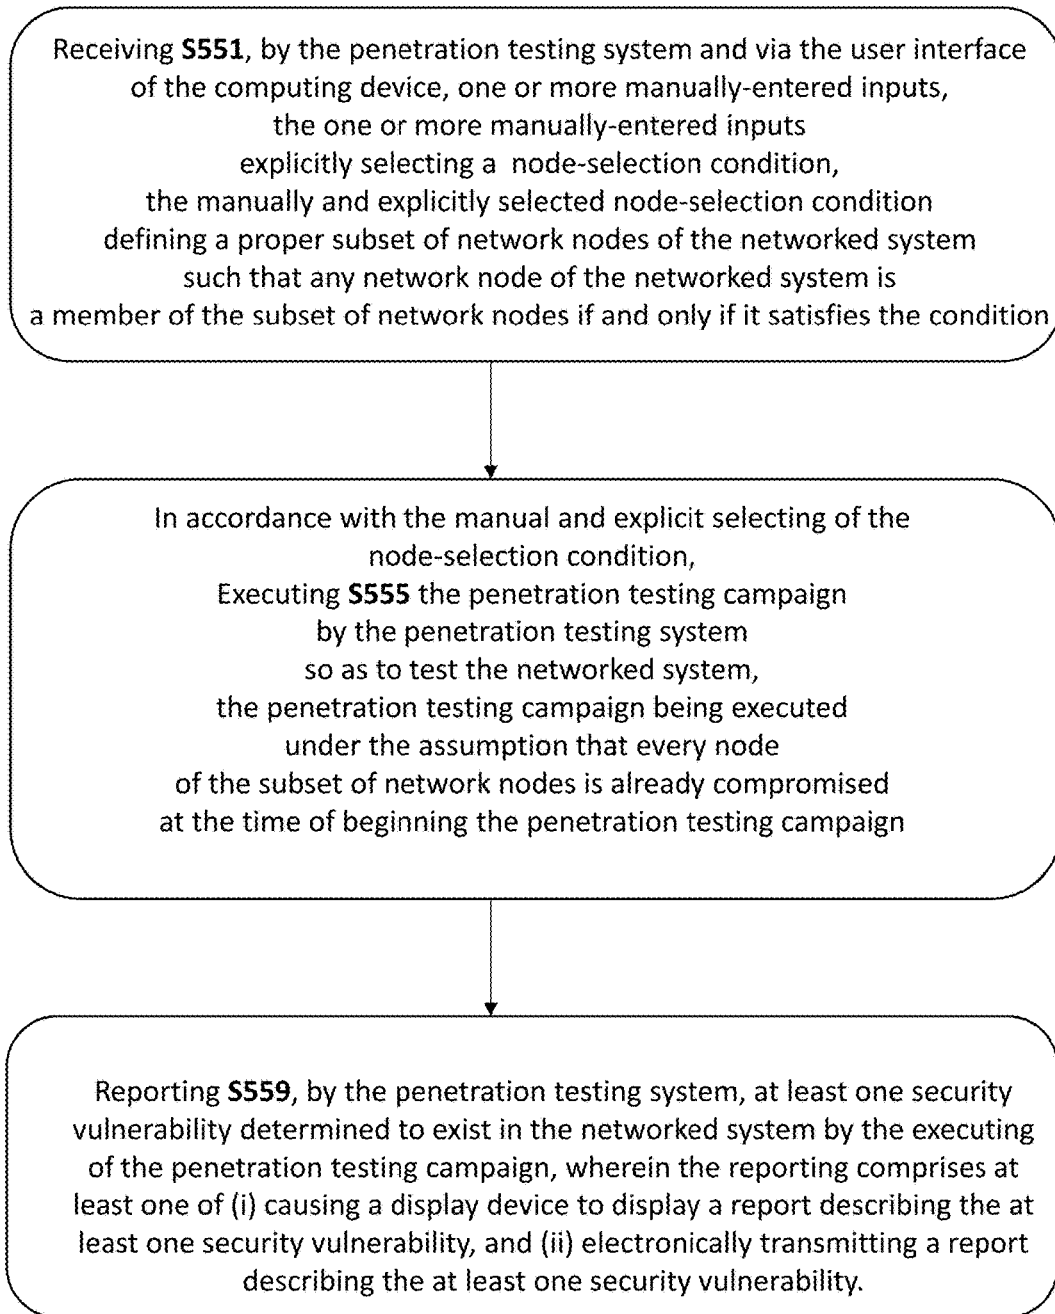 Receiving S551, by the penetration testing system and via the user interface
of the computing device, one or more manually-entered inputs,
the one or more manually-entered inputs
explicitly selecting a node-selection condition,
the manually and explicitly selected node-selection condition
defining a proper subset of network nodes of the networked system
such that any network node of the networked system is
a member of the subset of network nodes if and only if it satisfies the condition
In accordance with the manual and explicit selecting of the
node-selection condition,
Executing S555 the penetration testing campaign
by the penetration testing system
so as to test the networked system,
the penetration testing campaign being executed
under the assumption that every node
of the subset of network nodes is already compromised
at the time of beginning the penetration testing campaign
Reporting S559, by the penetration testing system, at least one security
vulnerability determined to exist in the networked system by the executing
of the penetration testing campaign, wherein the reporting comprises at
least one of (i) causing a display device to display a report describing the at
least one security vulnerability, and (ii) electronically transmitting a report
describing the at least one security vulnerability.